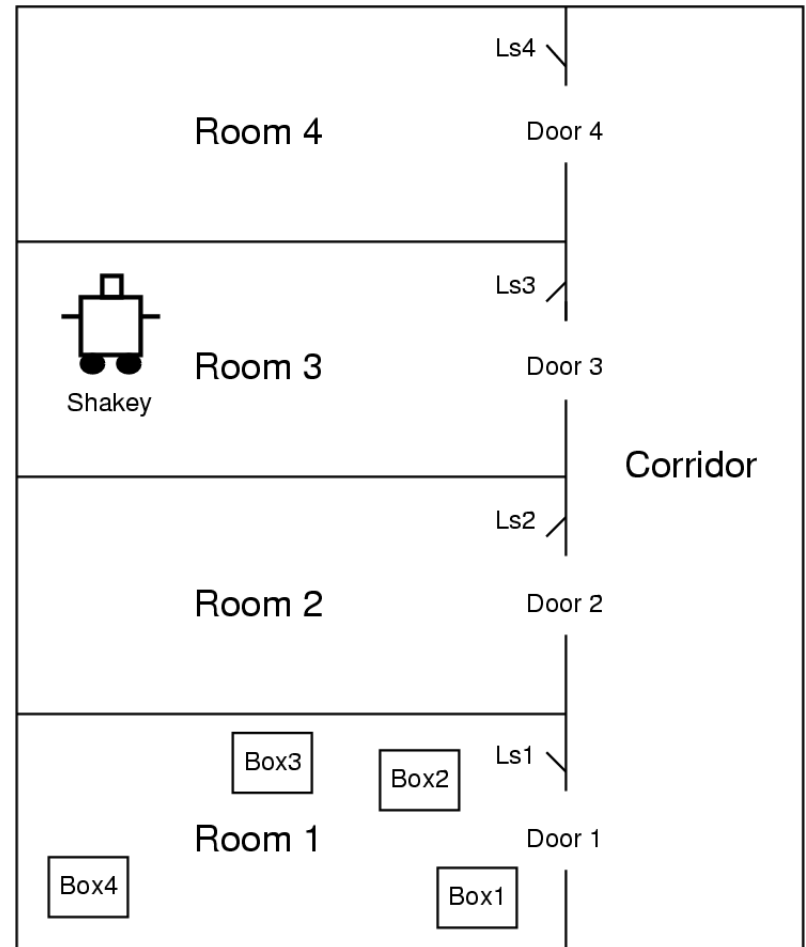 Ls4
Room 4
Door 4
Ls3
Room 3
Door 3
Shakey
Corridor
Ls2
Room 2
Door 2
Ls1
Box3
Box2
Room 1
Door 1
Box4
Box1